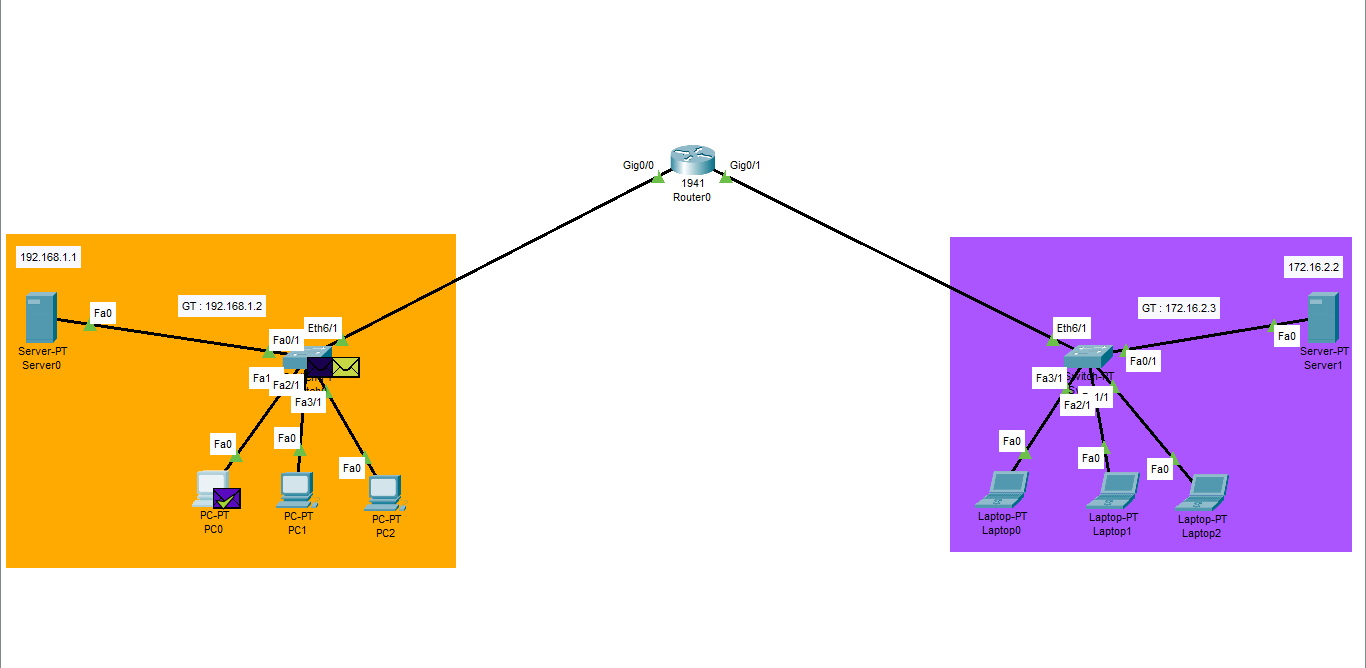 Gig0/0
Gig0/1
1941
Router0
192.168.1.1
GT : 192.168.1.2
Fa0
Server-PT
Server0
Fa0/1
Eth6/1
Fa1
Fa2/1
Fa3/1
Fa0
Fa0
Fa0
PC-PT
PC0
PC-PT
PC1
PC-PT
PC2
172.16.2.2
GT : 172.16.2.3
Fa0
Server-PT
Server1
Eth6/1
Fa0/1
Fa3/1
Switch-PT
Fa2/1
1/1
Fa0
Fa0
Fa0
Laptop-PT
Laptop0
Laptop-PT
Laptop1
Laptop-PT
Laptop2